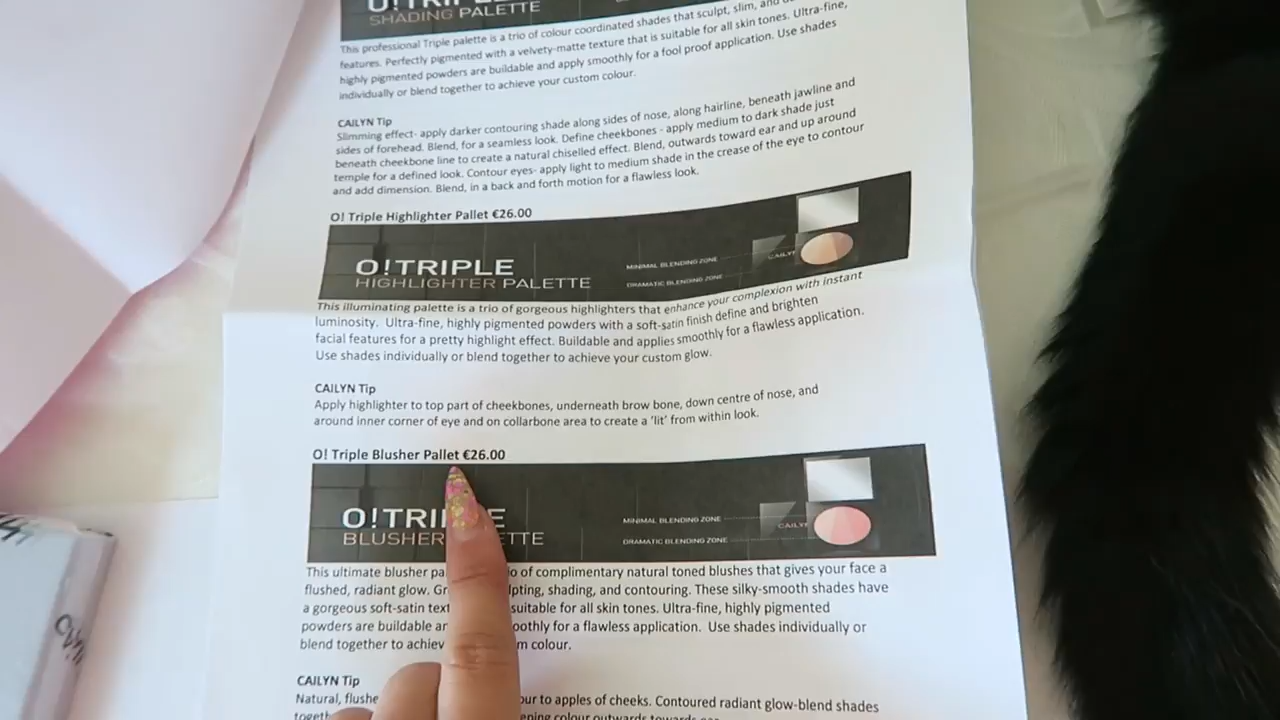 O!TRIPLE
SHADING PALETTE
This professional Triple palette is a trio of colour coordinated shades that sculpt, slim, and
features. Perfectly pigmented with a velvety-matte texture that is suitable for all skin tones. Ultra-fine,
highly pigmented powders are buildable and apply smoothly for a fool proof application. Use shades
individually or blend together to achieve your custom colour.
CAILYN Tip
Slimming effect- apply darker contouring shade along sides of nose, along hairline, beneath jawline and
sides of forehead. Blend, for a seamless look. Define cheekbones - apply medium to dark shade just
beneath cheekbone line to create a natural chiselled effect. Blend, outwards toward ear and up around
temple for a defined look. Contour eyes- apply light to medium shade in the crease of the eye to contour
and add dimension. Blend, in a back and forth motion for a flawless look.
O! Triple Highlighter Pallet €26.00
O!TRIPLE
HIGHLIGHTER PALETTE
MINIMAL BLENDING ZONE
DRAMATIC BLENDING ZONE
CAILY
This illuminating palette is a trio of gorgeous highlighters that enhance your complexion with instant
luminosity. Ultra-fine, highly pigmented powders with a soft-satin finish define and brighten
facial features for a pretty highlight effect. Buildable and applies smoothly for a flawless application.
Use shades individually or blend together to achieve your custom glow.
CAILYN Tip
Apply highlighter to top part of cheekbones, underneath brow bone, down centre of nose, and
around inner corner of eye and on collarbone area to create a 'lit' from within look.
O! Triple Blusher Pallet €26.00
O!TRI E
BLUSHER ETTE
MINIMAL BLENDING ZONE
DRAMATIC BLENDING ZONE
CAILY
This ultimate blusher pa o of complimentary natural toned blushes that gives your face a
flushed, radiant glow. Gr pting, shading, and contouring. These silky-smooth shades have
a gorgeous soft-satin text suitable for all skin tones. Ultra-fine, highly pigmented
powders are buildable ar oothly for a flawless application. Use shades individually or
blend together to achiev m colour.
CAILYN Tip
Natural, flushe our to apples of cheeks. Contoured radiant glow-blend shades